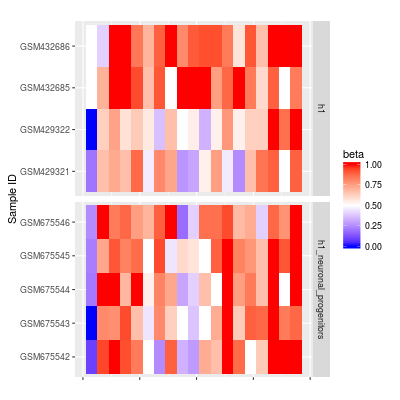 GSM432686
GSM432685
GSM429322
GSM429321
h1
GSM675546
GSM675545
GSM675544
GSM675543
GSM675542
h1_neuronal_progenitors
Sample ID
beta
1.00
0.75
0.50
0.25
0.00